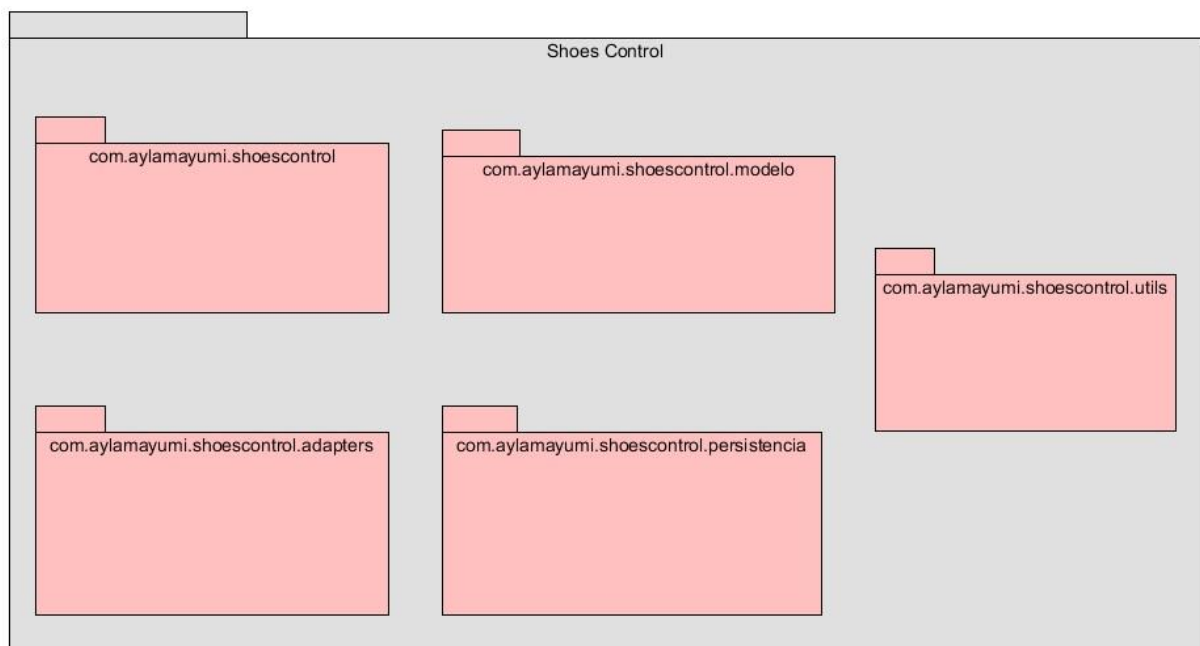 Shoes Control
com.aylamayumi.shoescontrol
com.aylamayumi.shoescontrol.modelo
com.aylamayumi.shoescontrol.utils
com.aylamayumi.shoescontrol.adapters
com.aylamayumi.shoescontrol.persistencia